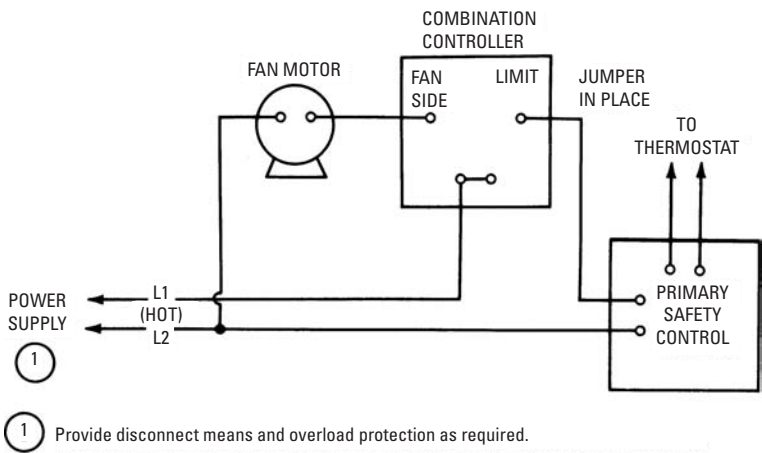 COMBINATION
CONTROLLER
FAN MOTOR
FAN
SIDE
LIMIT
JUMPER
IN PLACE
TO
THERMOSTAT
POWER
SUPPLY
1
L1
(HOT)
L2
PRIMARY
SAFETY
CONTROL
1 Provide disconnect means and overload protection as required.